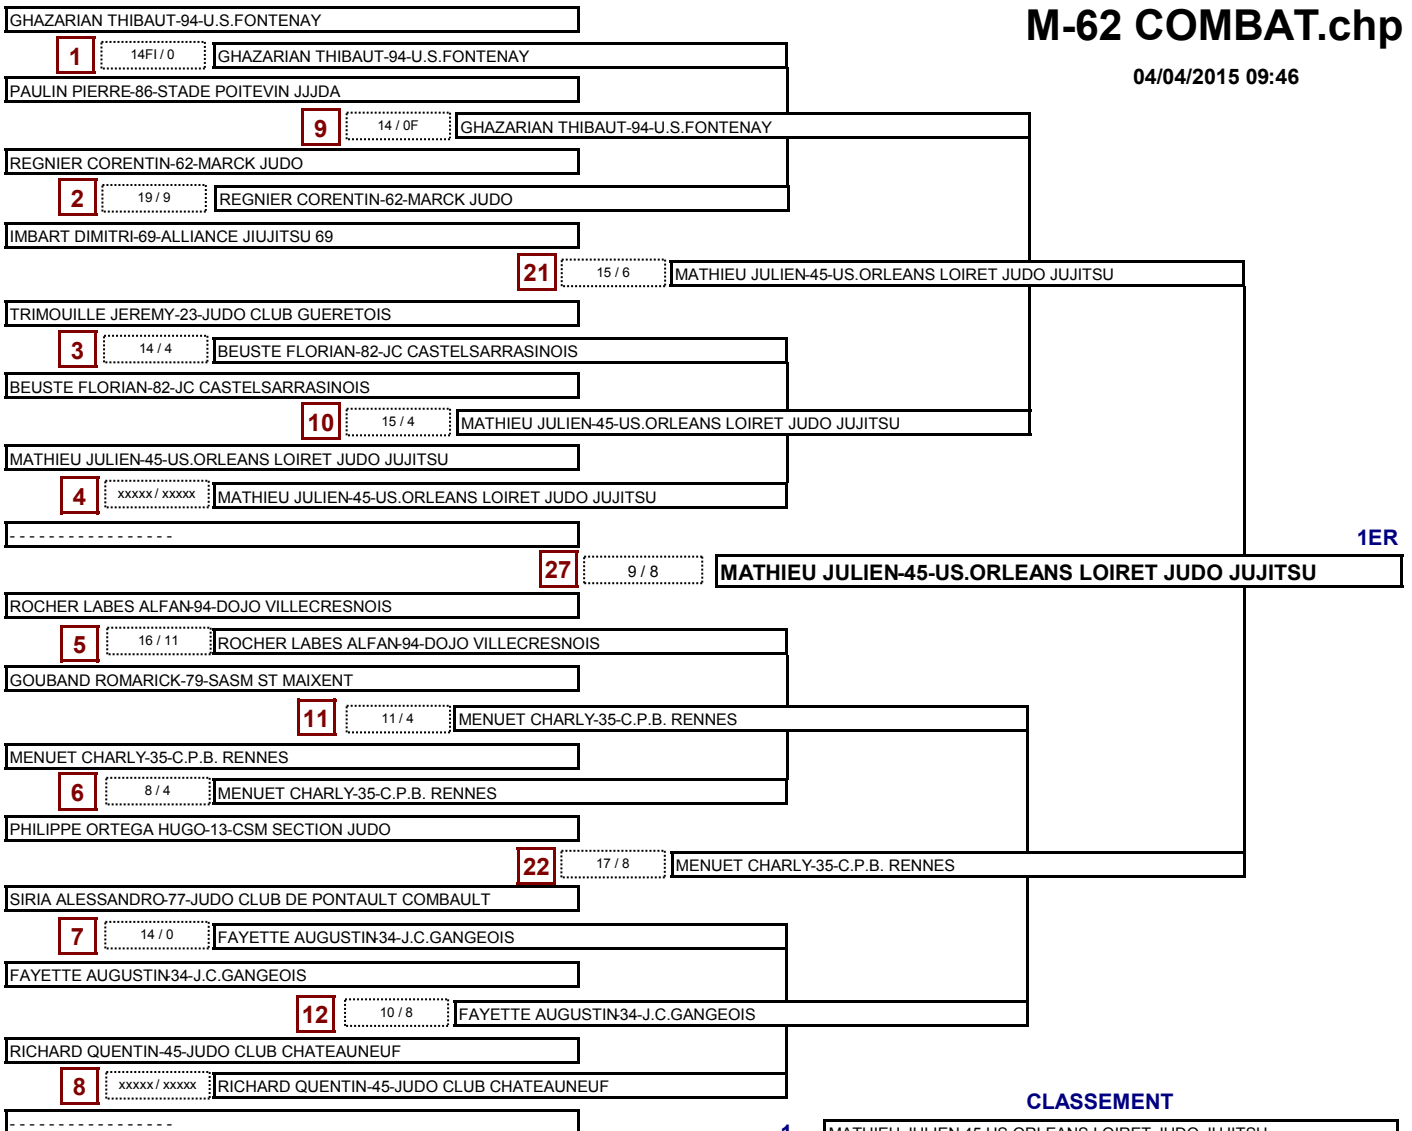 GHAZARIAN THIBAUT-94-U.S.FONTENAY
M-62 COMBAT.chp
1 14FI / 0 GHAZARIAN THIBAUT-94-U.S.FONTENAY
04/04/2015 09:46
PAULIN PIERRE-86-STADE POITEVIN JJJDA
9 14 / 0F GHAZARIAN THIBAUT-94-U.S.FONTENAY
REGNIER CORENTIN-62-MARCK JUDO
2 19 / 9 REGNIER CORENTIN-62-MARCK JUDO
IMBART DIMITRI-69-ALLIANCE JIUJITSU 69
21 15 / 6 MATHIEU JULIEN-45-US.ORLEANS LOIRET JUDO JUJITSU
TRIMOUILLE JEREMY-23-JUDO CLUB GUERETOIS
3 14 / 4 BEUSTE FLORIAN-82-JC CASTELSARRASINOIS
BEUSTE FLORIAN-82-JC CASTELSARRASINOIS
10 15 / 4 MATHIEU JULIEN-45-US.ORLEANS LOIRET JUDO JUJITSU
MATHIEU JULIEN-45-US.ORLEANS LOIRET JUDO JUJITSU
4 xxxxx / xxxxx MATHIEU JULIEN-45-US.ORLEANS LOIRET JUDO JUJITSU
- - - - - - - - - - - - - - - - -
1ER
27 9 / 8 MATHIEU JULIEN-45-US.ORLEANS LOIRET JUDO JUJITSU
ROCHER LABES ALFAN-94-DOJO VILLECRESNOIS
5 16 / 11 ROCHER LABES ALFAN-94-DOJO VILLECRESNOIS
GOUBAND ROMARICK-79-SASM ST MAIXENT
11 11 / 4 MENUET CHARLY-35-C.P.B. RENNES
MENUET CHARLY-35-C.P.B. RENNES
6 8 / 4 MENUET CHARLY-35-C.P.B. RENNES
PHILIPPE ORTEGA HUGO-13-CSM SECTION JUDO
22 17 / 8 MENUET CHARLY-35-C.P.B. RENNES
SIRIA ALESSANDRO-77-JUDO CLUB DE PONTAULT COMBAULT
7 14 / 0 FAYETTE AUGUSTIN-34-J.C.GANGEOIS
FAYETTE AUGUSTIN-34-J.C.GANGEOIS
12 10 / 8 FAYETTE AUGUSTIN-34-J.C.GANGEOIS
RICHARD QUENTIN-45-JUDO CLUB CHATEAUNEUF
8 xxxxx / xxxxx RICHARD QUENTIN-45-JUDO CLUB CHATEAUNEUF
CLASSEMENT
- - - - - - - - - - - - - - - - -
1 MATHIEU JULIEN-45-US.ORLEANS LOIRET JUDO JUJITSU